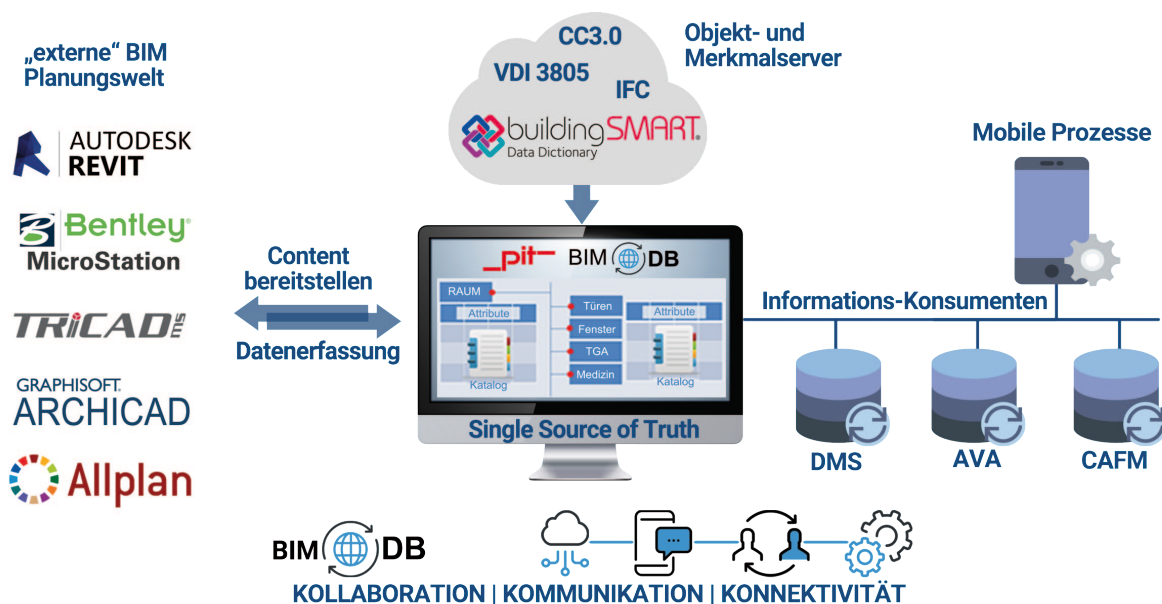 „externe“ BIM
Planungswelt
AUTODESK
REVIT
Bentley
MicroStation
TRICAD MS
GRAPHISOFT
ARCHICAD
Allplan
Content
bereitstellen
Datenerfassung
CC3.0
VDI 3805
IFC
buildingSMART
Data Dictionary
Objekt- und
Merkmalserver
_pit
BIM DB
RAUM
Attribute
Katalog
Türen
Fenster
TGA
Medizin
Attribute
Katalog
Single Source of Truth
Mobile Prozesse
Informations-Konsumenten
DMS
AVA
CAFM
BIM DB
KOLLABORATION | KOMMUNIKATION | KONNEKTIVITÄT